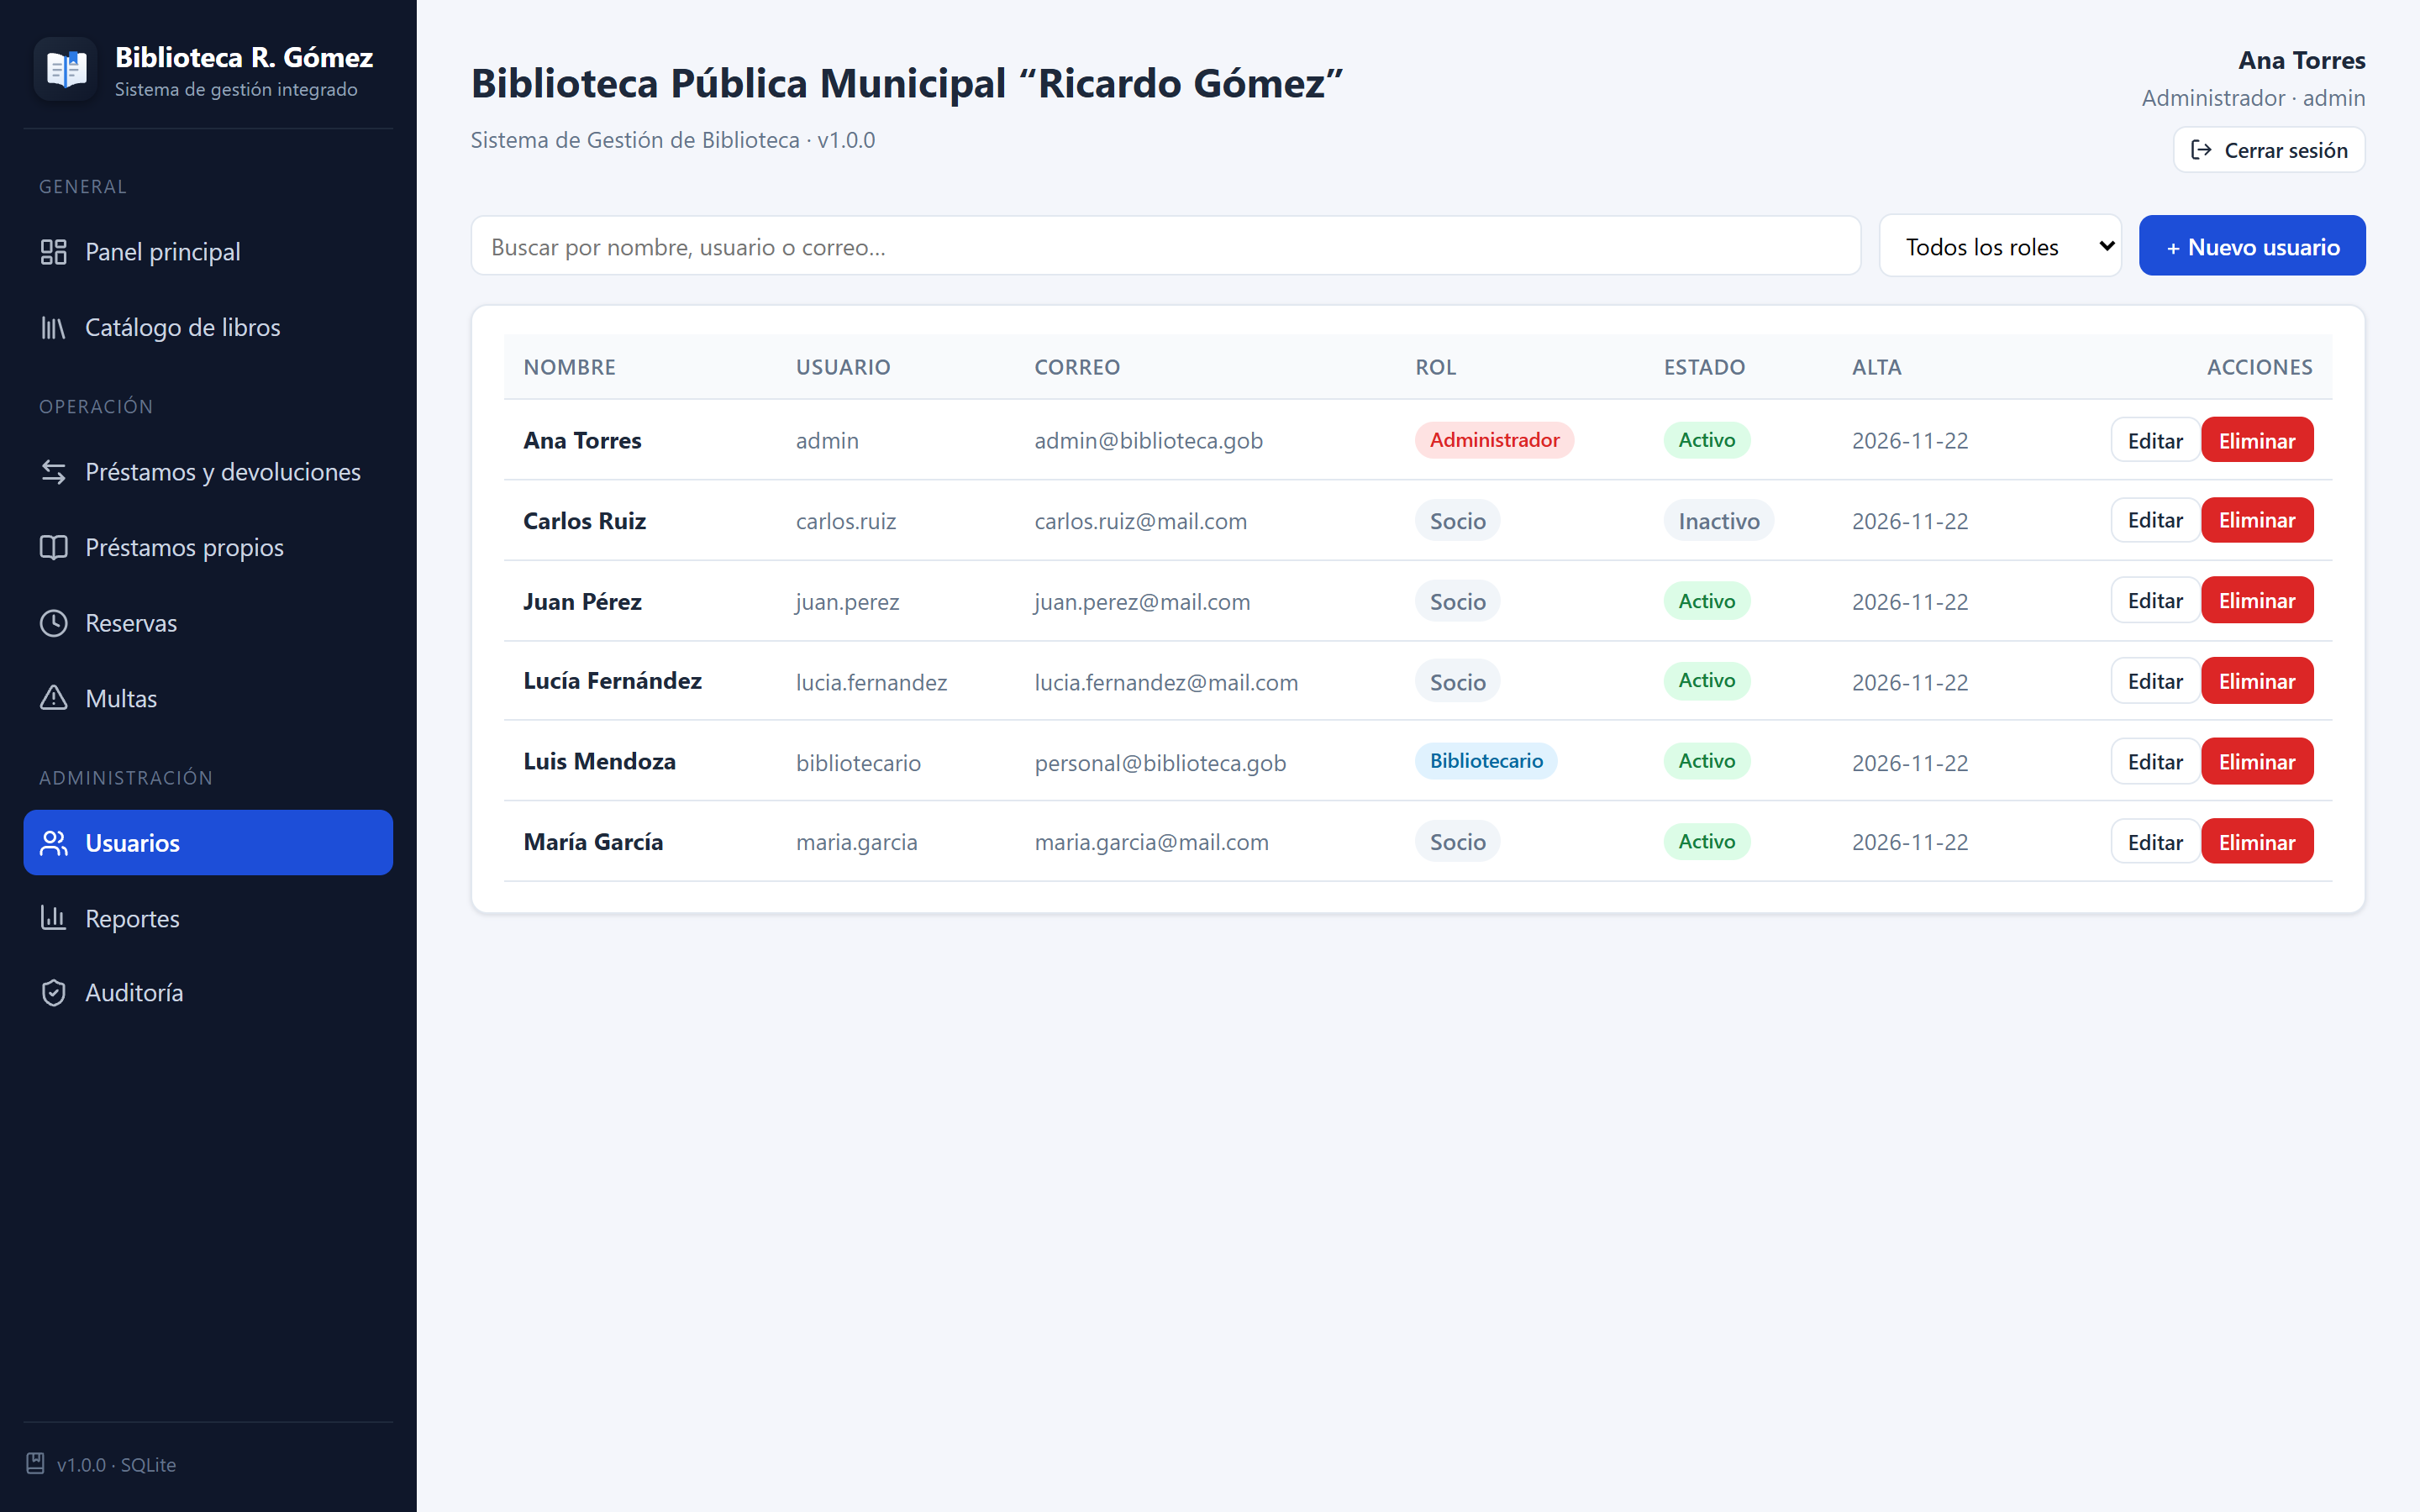 Biblioteca R. Gómez
Sistema de gestión integrado
GENERAL
Panel principal
Catálogo de libros
OPERACIÓN
Préstamos y devoluciones
Préstamos propios
Reservas
Multas
ADMINISTRACIÓN
Usuarios
Reportes
Auditoría
v1.0.0 · SQLite
Biblioteca Pública Municipal “Ricardo Gómez”
Sistema de Gestión de Biblioteca · v1.0.0
Ana Torres
Administrador · admin
Cerrar sesión
Buscar por nombre, usuario o correo...
Todos los roles
+ Nuevo usuario
NOMBRE USUARIO CORREO ROL ESTADO ALTA ACCIONES
Ana Torres admin admin@biblioteca.gob Administrador Activo 2026-11-22 Editar Eliminar
Carlos Ruiz carlos.ruiz carlos.ruiz@mail.com Socio Inactivo 2026-11-22 Editar Eliminar
Juan Pérez juan.perez juan.perez@mail.com Socio Activo 2026-11-22 Editar Eliminar
Lucía Fernández lucia.fernandez lucia.fernandez@mail.com Socio Activo 2026-11-22 Editar Eliminar
Luis Mendoza bibliotecario personal@biblioteca.gob Bibliotecario Activo 2026-11-22 Editar Eliminar
María García maria.garcia maria.garcia@mail.com Socio Activo 2026-11-22 Editar Eliminar